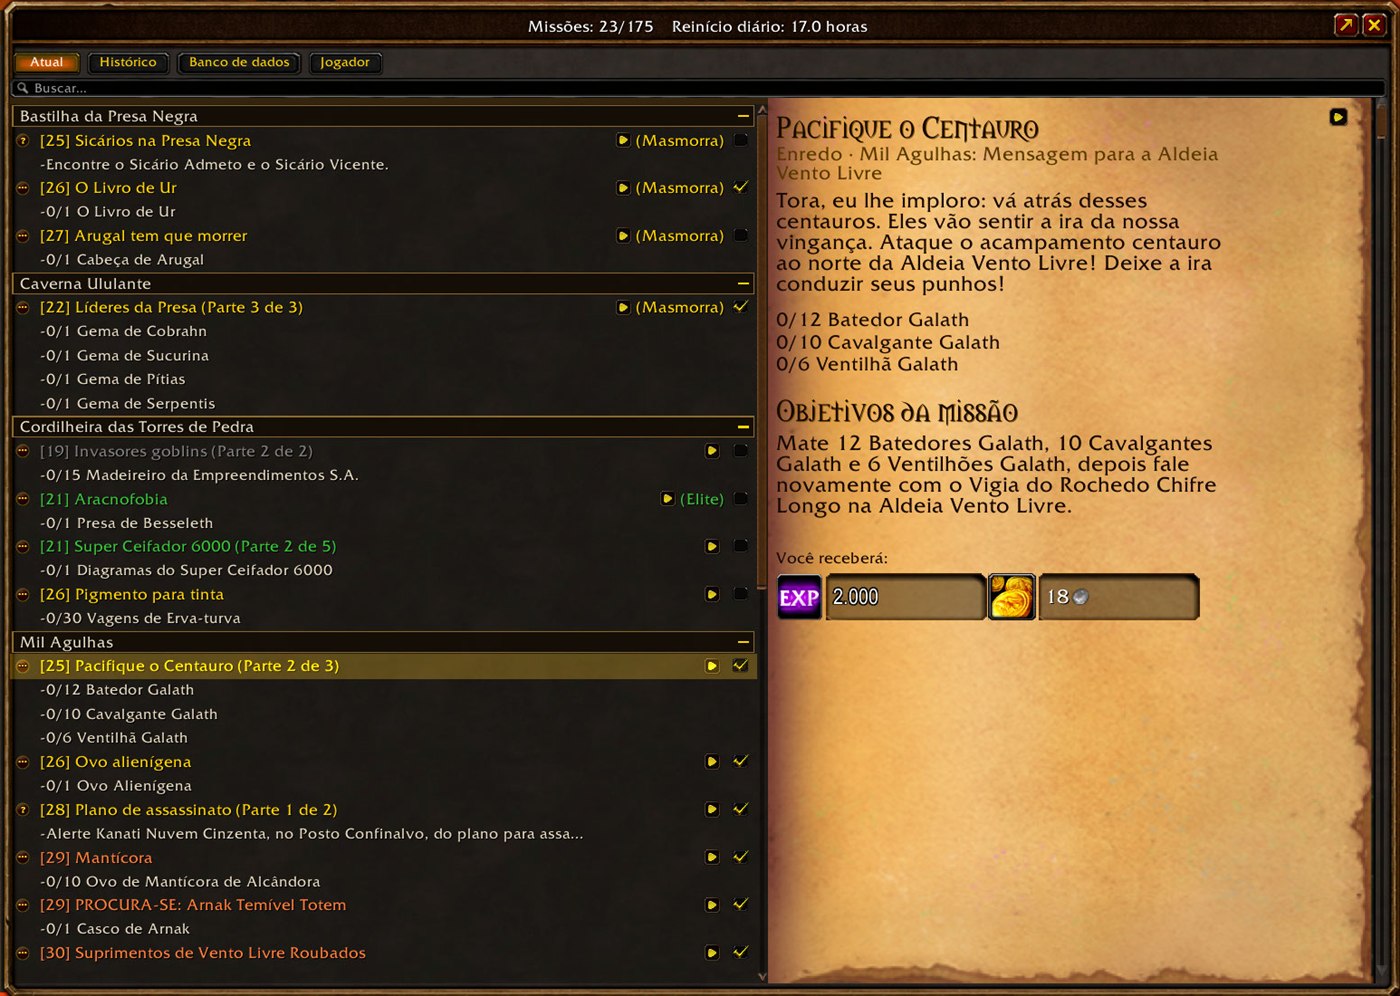 Missões: 23/175 Reinício diário: 17.0 horas
Atual Histórico Banco de dados Jogador
Buscar...
Bastilha da Presa Negra
[25] Sicários na Presa Negra (Masmorra)
-Encontre o Sicário Admeto e o Sicário Vicente.
[26] O Livro de Ur (Masmorra)
-0/1 O Livro de Ur
[27] Arugal tem que morrer (Masmorra)
-0/1 Cabeça de Arugal
Caverna Ululante
[22] Líderes da Presa (Parte 3 de 3) (Masmorra)
-0/1 Gema de Cobrahn
-0/1 Gema de Sucurina
-0/1 Gema de Pítias
-0/1 Gema de Serpentis
Cordilheira das Torres de Pedra
[19] Invasores goblins (Parte 2 de 2)
-0/15 Madeireiro da Empreendimentos S.A.
[21] Aracnofobia (Elite)
-0/1 Presa de Besseleth
[21] Super Ceifador 6000 (Parte 2 de 5)
-0/1 Diagramas do Super Ceifador 6000
[26] Pigmento para tinta
-0/30 Vagens de Erva-turva
Mil Agulhas
[25] Pacifique o Centauro (Parte 2 de 3)
-0/12 Batedor Galath
-0/10 Cavalgante Galath
-0/6 Ventilhã Galath
[26] Ovo alienígena
-0/1 Ovo Alienígena
[28] Plano de assassinato (Parte 1 de 2)
-Alerte Kanati Nuvem Cinzenta, no Posto Confinalvo, do plano para assa...
[29] Mantícora
-0/10 Ovo de Mantícora de Alcândora
[29] PROCURA-SE: Arnak Temível Totem
-0/1 Casco de Arnak
[30] Suprimentos de Vento Livre Roubados
Pacifique o Centauro
Enredo · Mil Agulhas: Mensagem para a Aldeia
Vento Livre
Tora, eu lhe imploro: vá atrás desses
centauros. Eles vão sentir a ira da nossa
vingança. Ataque o acampamento centauro
ao norte da Aldeia Vento Livre! Deixe a ira
conduzir seus punhos!
0/12 Batedor Galath
0/10 Cavalgante Galath
0/6 Ventilhã Galath
Objetivos da missão
Mate 12 Batedores Galath, 10 Cavalgantes
Galath e 6 Ventilhões Galath, depois fale
novamente com o Vigia do Rochedo Chifre
Longo na Aldeia Vento Livre.
Você receberá:
EXP 2.000 18